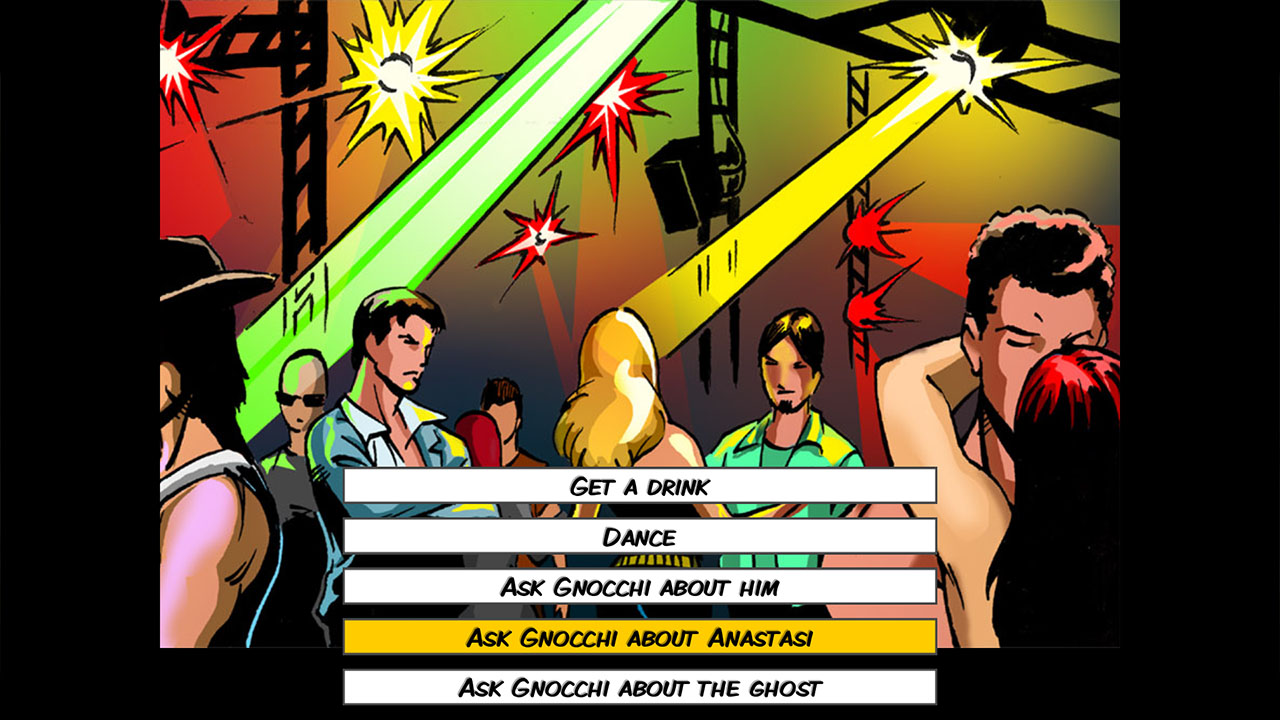 Get a drink
Dance
Ask Gnocchi about him
Ask Gnocchi about Anastasi
Ask Gnocchi about the ghost